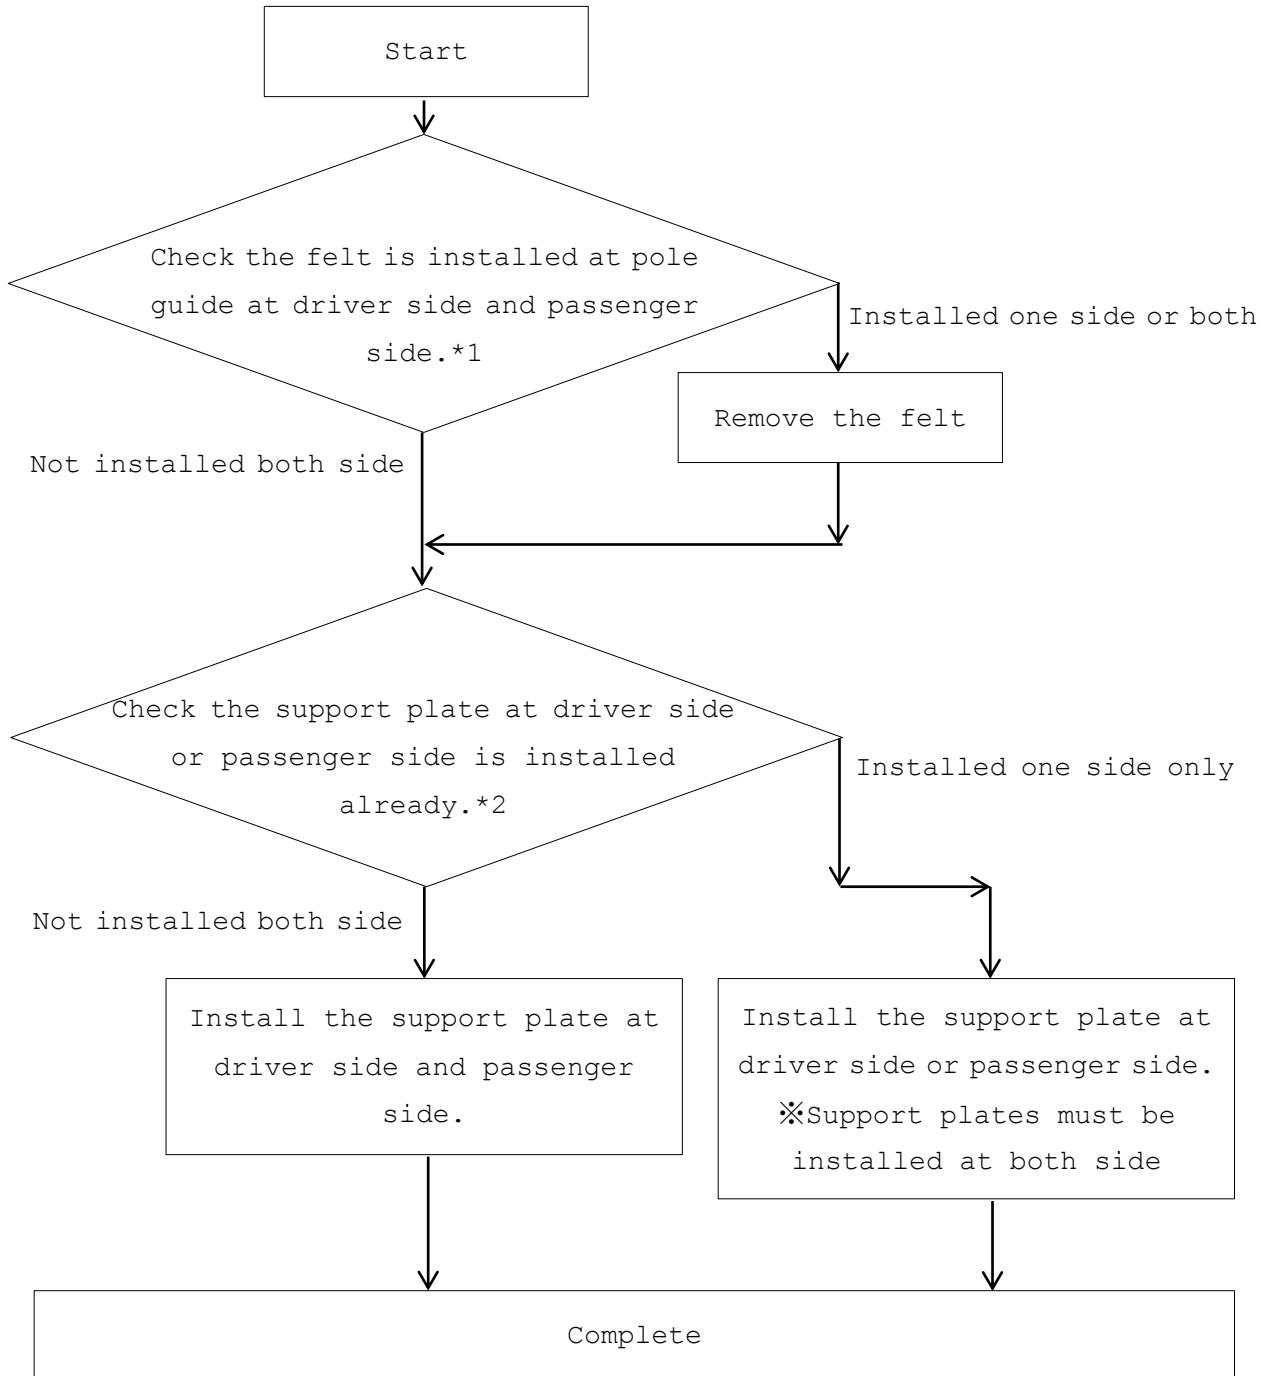 Start
Check the felt is installed at pole
guide at driver side and passenger
side.*1
Installed one side or both
Remove the felt
Not installed both side
Check the support plate at driver side
or passenger side is installed
already.*2
Installed one side only
Not installed both side
Install the support plate at
driver side and passenger
side.
Install the support plate at
driver side or passenger side.
※Support plates must be
installed at both side
Complete